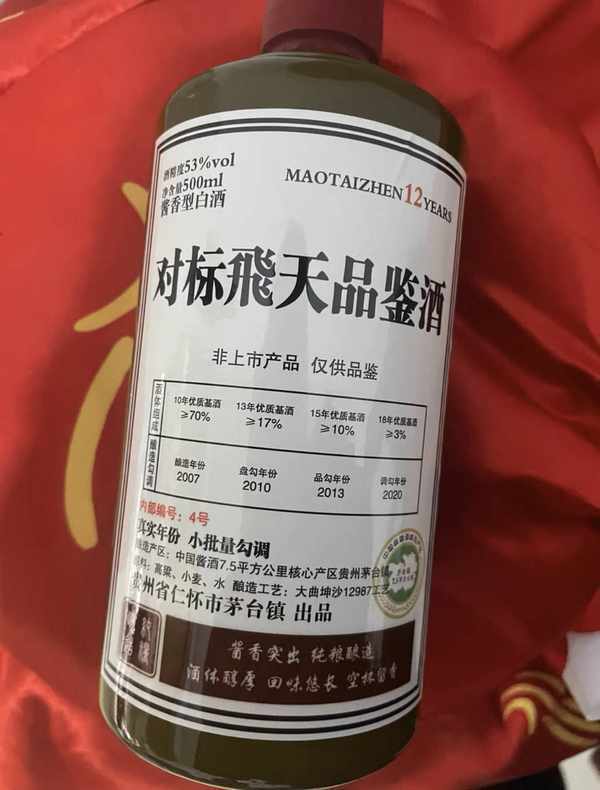 酒精度53%vol
净含量500ml
酱香型白酒
MAOTAIZHEN 12 YEARS
对标飛天品鉴酒
非上市产品 仅供品鉴
酒体组成 10年优质基酒 13年优质基酒 15年优质基酒 18年优质基酒
≥70% ≥17% ≥10% ≥3%
酿造勾调 酿造年份 盘勾年份 品勾年份 调勾年份
2007 2010 2013 2020
内部编号：4号
真实年份 小批量勾调
酿造产区：中国酱酒7.5平方公里核心产区贵州茅台镇
原料：高粱、小麦、水 酿造工艺：大曲坤沙12987工艺
贵州省仁怀市茅台镇 出品
酱香突出 纯粮酿造
酒体醇厚 回味悠长 空杯留香